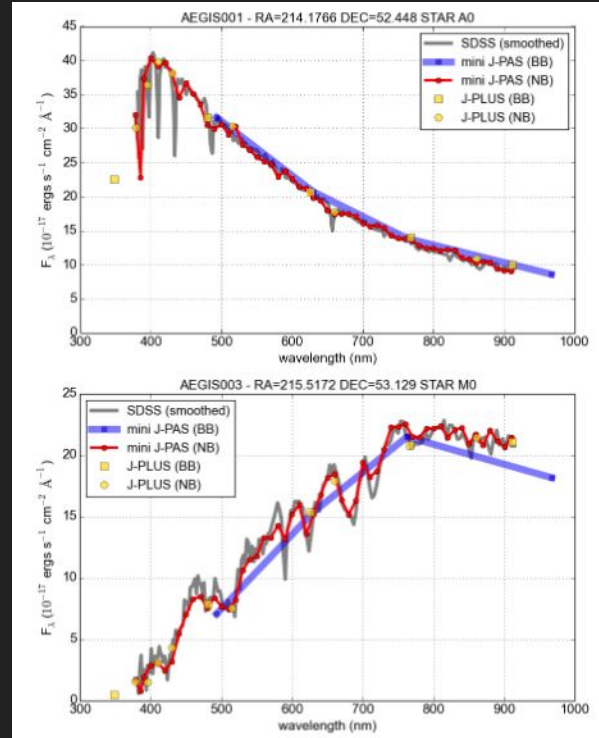 AEGIS001 - RA=214.1766 DEC=52.448 STAR A0
45
40
35
30
25
20
15
10
5
0
F_λ (10⁻¹⁷ ergs s⁻¹ cm⁻² Å⁻¹)
SDSS (smoothed)
mini J-PAS (BB)
mini J-PAS (NB)
J-PLUS (BB)
J-PLUS (NB)
300 400 500 600 700 800 900 1000
wavelength (nm)
AEGIS003 - RA=215.5172 DEC=53.129 STAR M0
25
20
15
10
5
0
F_λ (10⁻¹⁷ ergs s⁻¹ cm⁻² Å⁻¹)
SDSS (smoothed)
mini J-PAS (BB)
mini J-PAS (NB)
J-PLUS (BB)
J-PLUS (NB)
300 400 500 600 700 800 900 1000
wavelength (nm)